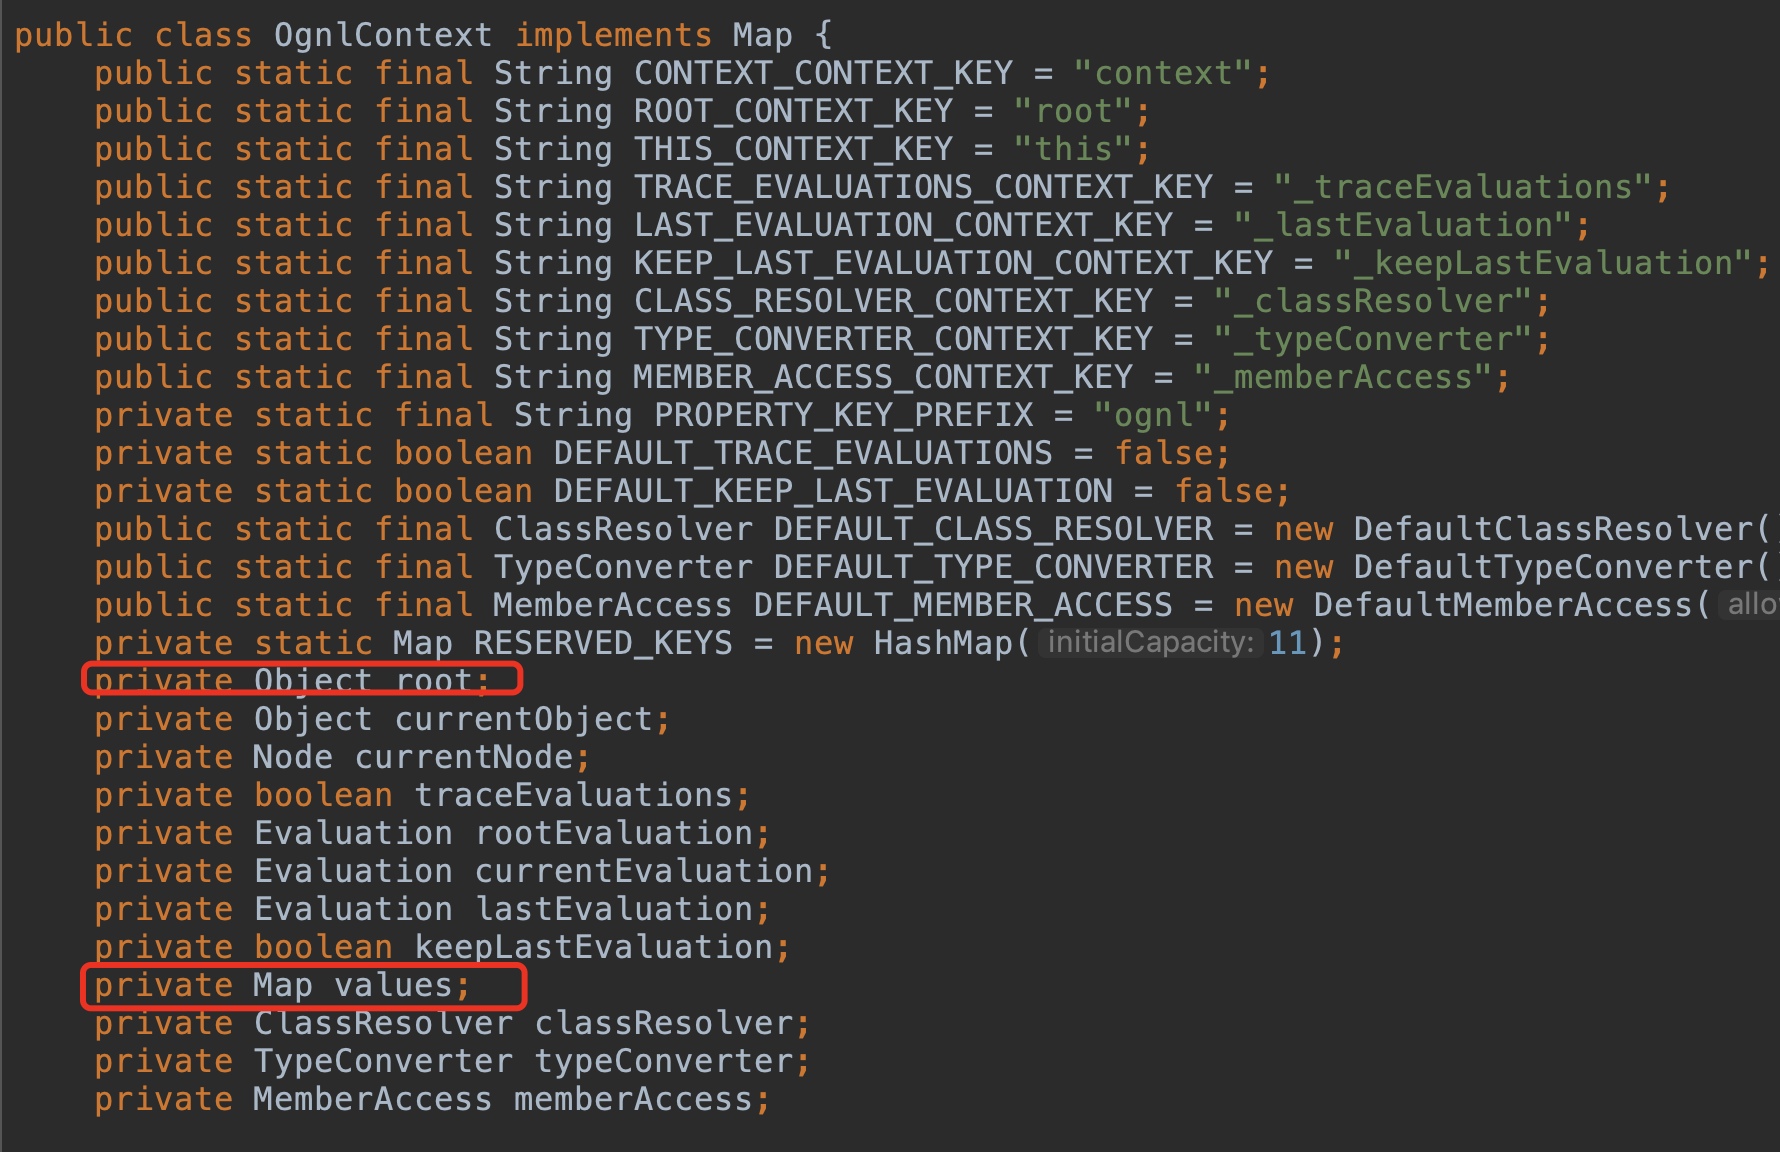 public class OgnlContext implements Map {
public static final String CONTEXT_CONTEXT_KEY = "context";
public static final String ROOT_CONTEXT_KEY = "root";
public static final String THIS_CONTEXT_KEY = "this";
public static final String TRACE_EVALUATIONS_CONTEXT_KEY = "_traceEvaluations";
public static final String LAST_EVALUATION_CONTEXT_KEY = "_lastEvaluation";
public static final String KEEP_LAST_EVALUATION_CONTEXT_KEY = "_keepLastEvaluation";
public static final String CLASS_RESOLVER_CONTEXT_KEY = "_classResolver";
public static final String TYPE_CONVERTER_CONTEXT_KEY = "_typeConverter";
public static final String MEMBER_ACCESS_CONTEXT_KEY = "_memberAccess";
private static final String PROPERTY_KEY_PREFIX = "ognl";
private static boolean DEFAULT_TRACE_EVALUATIONS = false;
private static boolean DEFAULT_KEEP_LAST_EVALUATION = false;
public static final ClassResolver DEFAULT_CLASS_RESOLVER = new DefaultClassResolver(
public static final TypeConverter DEFAULT_TYPE_CONVERTER = new DefaultTypeConverter(
public static final MemberAccess DEFAULT_MEMBER_ACCESS = new DefaultMemberAccess(
private static Map RESERVED_KEYS = new HashMap( initialCapacity: 11);
private Object root;
private Object currentObject;
private Node currentNode;
private boolean traceEvaluations;
private Evaluation rootEvaluation;
private Evaluation currentEvaluation;
private Evaluation lastEvaluation;
private boolean keepLastEvaluation;
private Map values;
private ClassResolver classResolver;
private TypeConverter typeConverter;
private MemberAccess memberAccess;